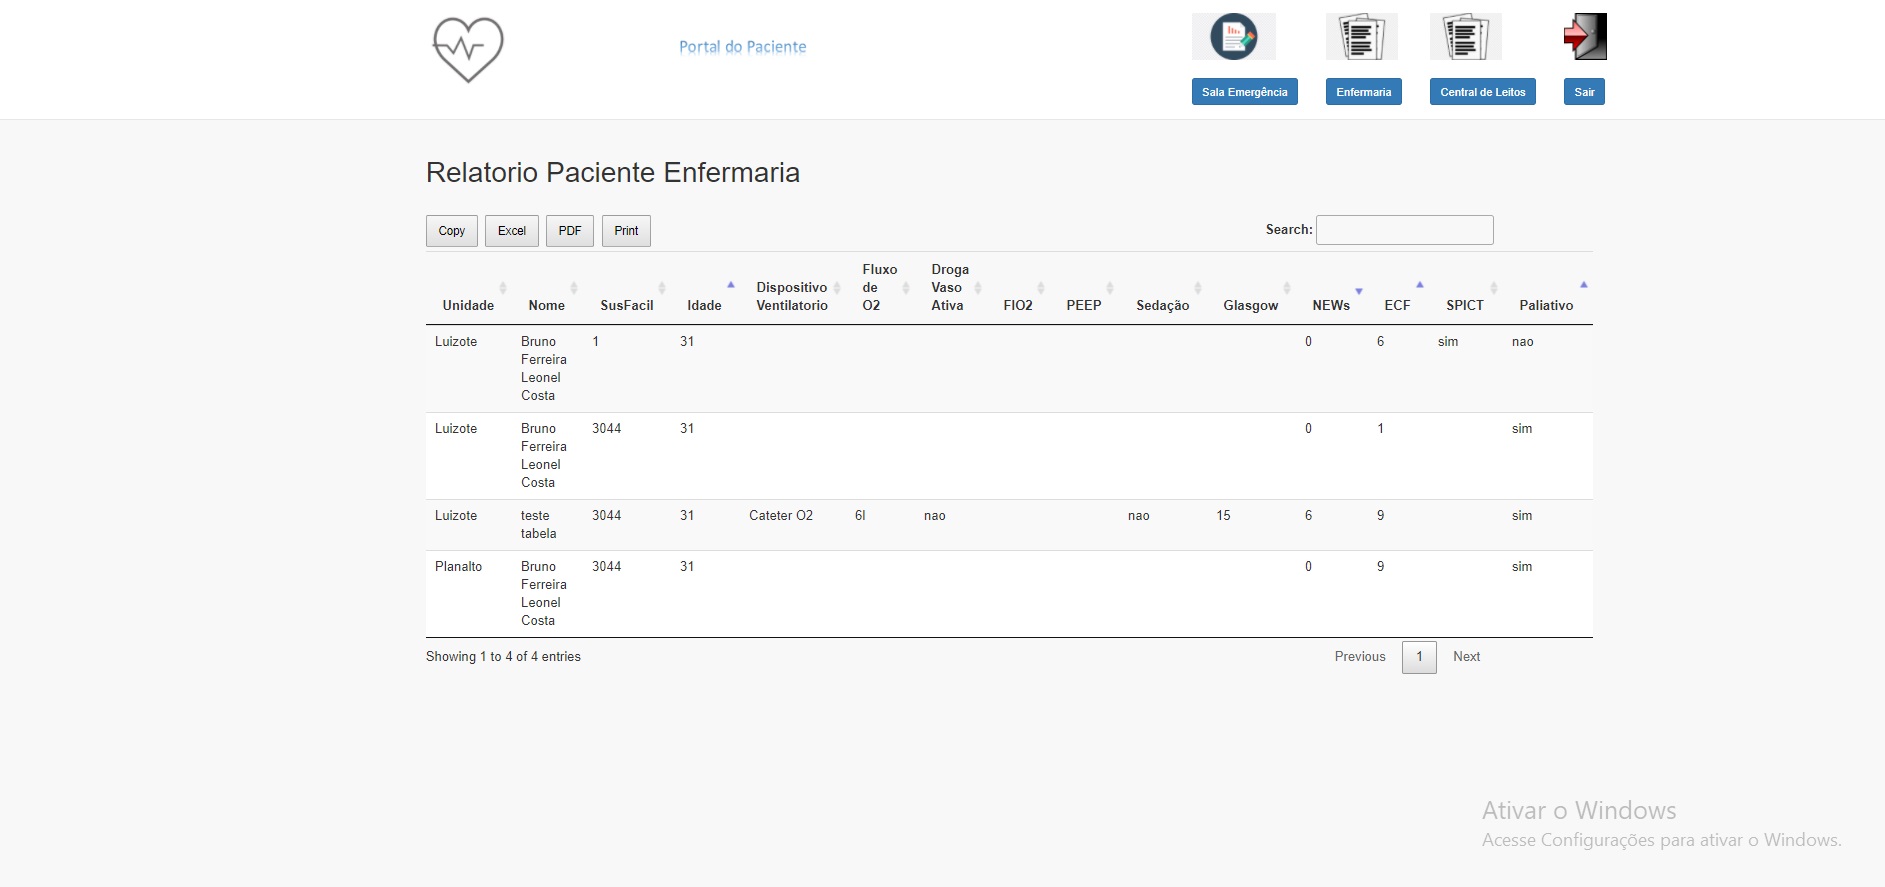 Portal do Paciente
Sala Emergência Enfermaria Central de Leitos Sair
Relatorio Paciente Enfermaria
Copy Excel PDF Print Search:
Unidade Nome SusFacil Idade Dispositivo Ventilatorio Fluxo de O2 Droga Vaso Ativa FIO2 PEEP Sedação Glasgow NEWs ECF SPICT Paliativo
Luizote Bruno Ferreira Leonel Costa 1 31 0 6 sim nao
Luizote Bruno Ferreira Leonel Costa 3044 31 0 1 sim
Luizote teste tabela 3044 31 Cateter O2 6l nao nao 15 6 9 sim
Planalto Bruno Ferreira Leonel Costa 3044 31 0 9 sim
Showing 1 to 4 of 4 entries Previous 1 Next
Ativar o Windows
Acesse Configurações para ativar o Windows.